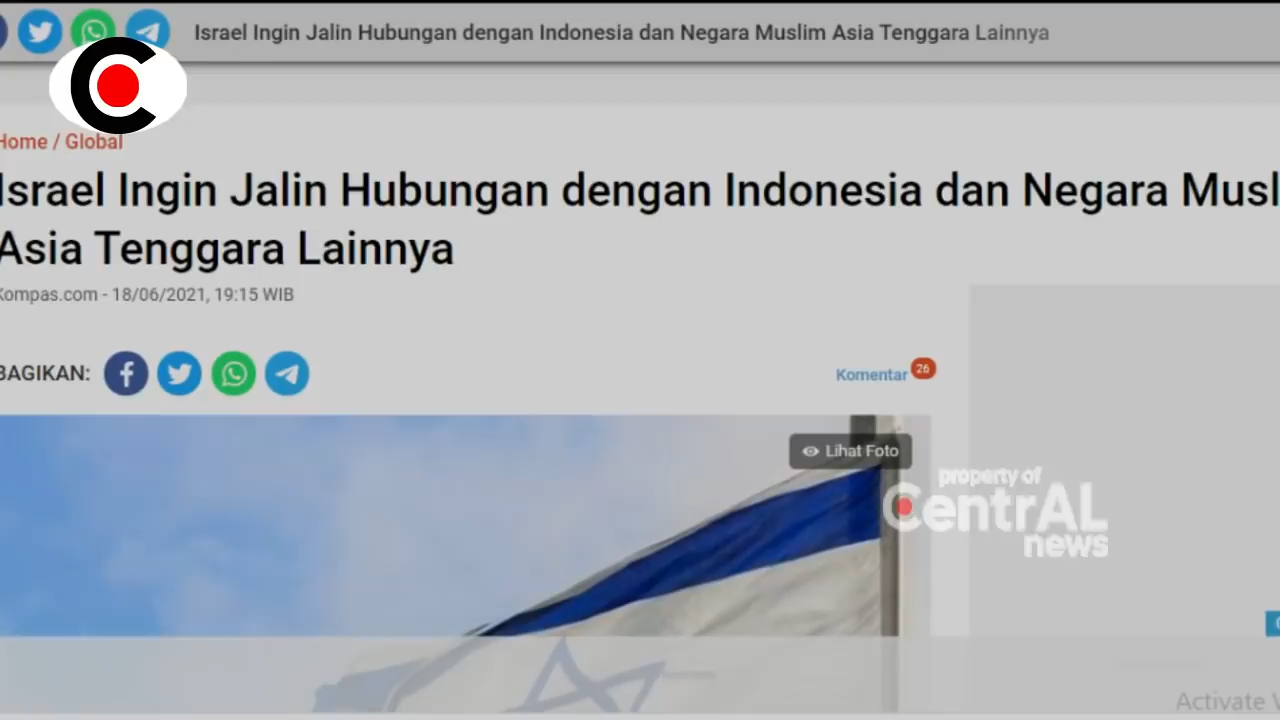 Israel Ingin Jalin Hubungan dengan Indonesia dan Negara Muslim Asia Tenggara Lainnya
Home / Global
Israel Ingin Jalin Hubungan dengan Indonesia dan Negara Musl
Asia Tenggara Lainnya
Kompas.com - 18/06/2021, 19:15 WIB
BAGIKAN:
Komentar 26
Lihat Foto
property of
CentrAL
news
Activate